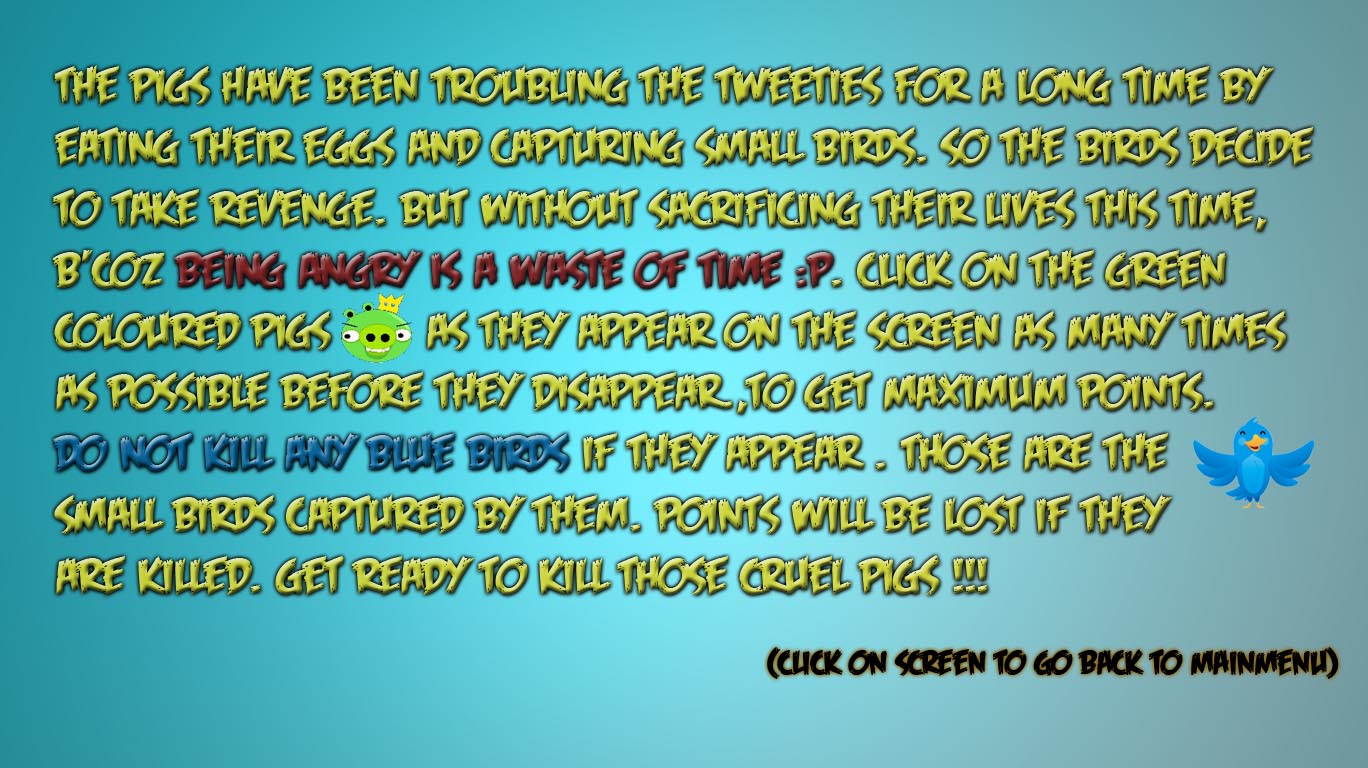 THE PIGS HAVE BEEN TROUBLING THE TWEETIES FOR A LONG TIME BY
EATING THEIR EGGS AND CAPTURING SMALL BIRDS. SO THE BIRDS DECIDE
TO TAKE REVENGE. BUT WITHOUT SACRIFICING THEIR LIVES THIS TIME,
B'COZ BEING ANGRY IS A WASTE OF TIME :P. CLICK ON THE GREEN
COLOURED PIGS AS THEY APPEAR ON THE SCREEN AS MANY TIMES
AS POSSIBLE BEFORE THEY DISAPPEAR ,TO GET MAXIMUM POINTS.
DO NOT KILL ANY BLUE BIRDS IF THEY APPEAR . THOSE ARE THE
SMALL BIRDS CAPTURED BY THEM. POINTS WILL BE LOST IF THEY
ARE KILLED. GET READY TO KILL THOSE CRUEL PIGS !!!
(CLICK ON SCREEN TO GO BACK TO MAINMENU)